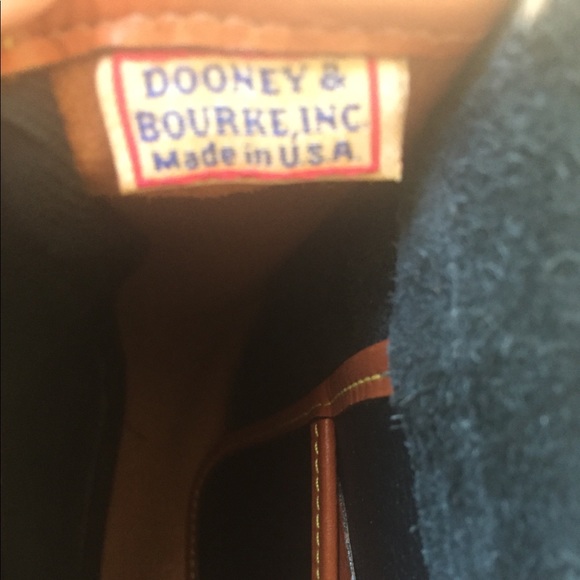 DOONEY &
BOURKE, INC.
Made in U.S.A.